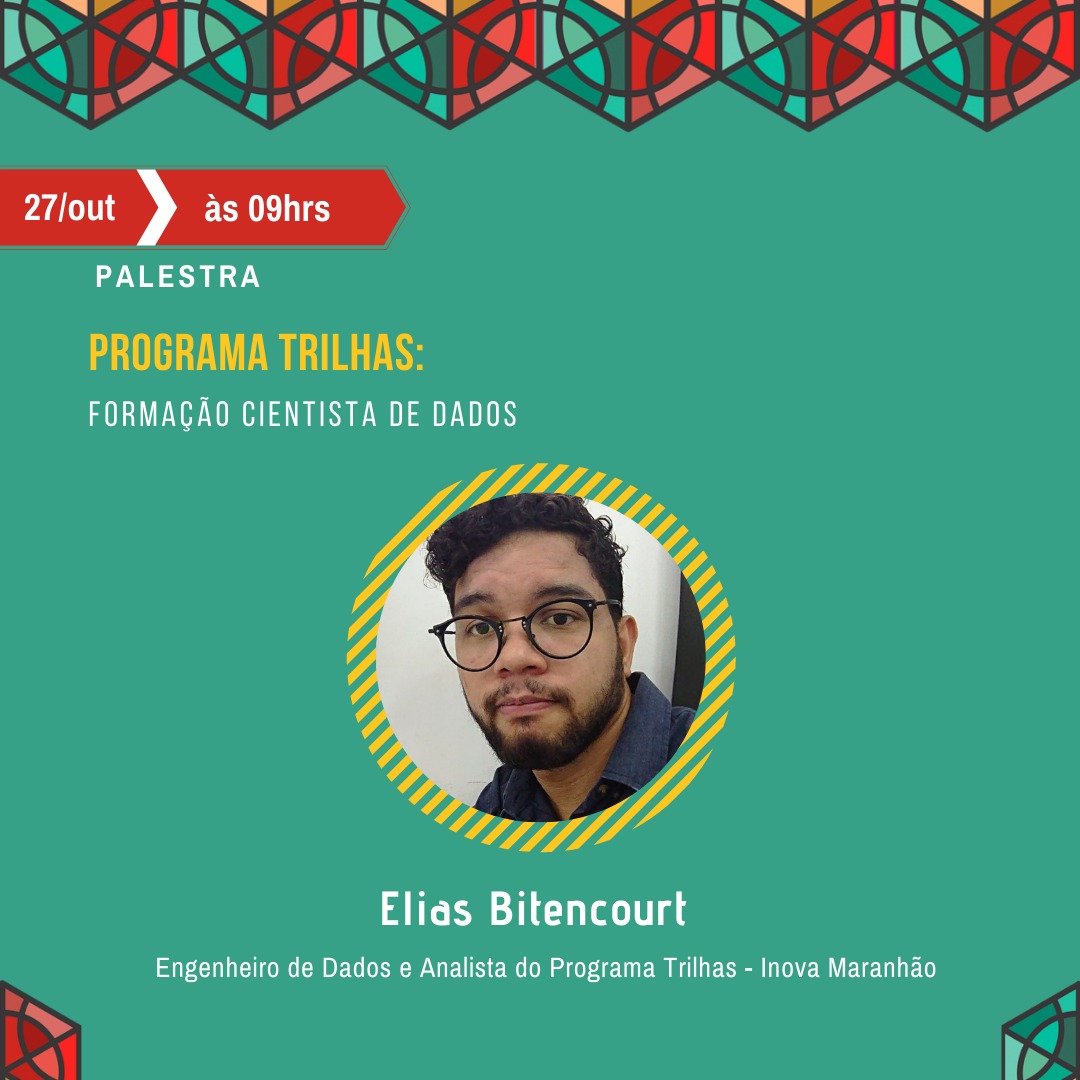 27/out às 09hrs
PALESTRA
PROGRAMA TRILHAS:
FORMAÇÃO CIENTISTA DE DADOS
Elias Bitencourt
Engenheiro de Dados e Analista do Programa Trilhas - Inova Maranhão